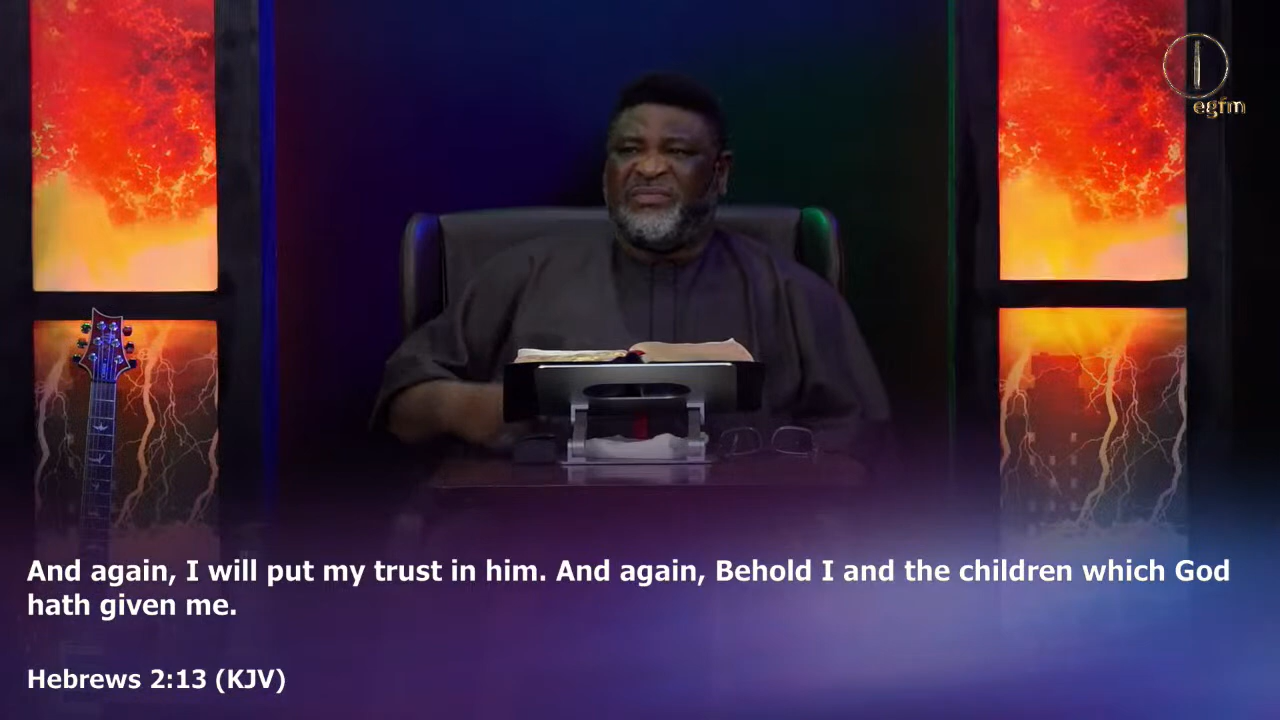 egfm
And again, I will put my trust in him. And again, Behold I and the children which God
hath given me.
Hebrews 2:13 (KJV)